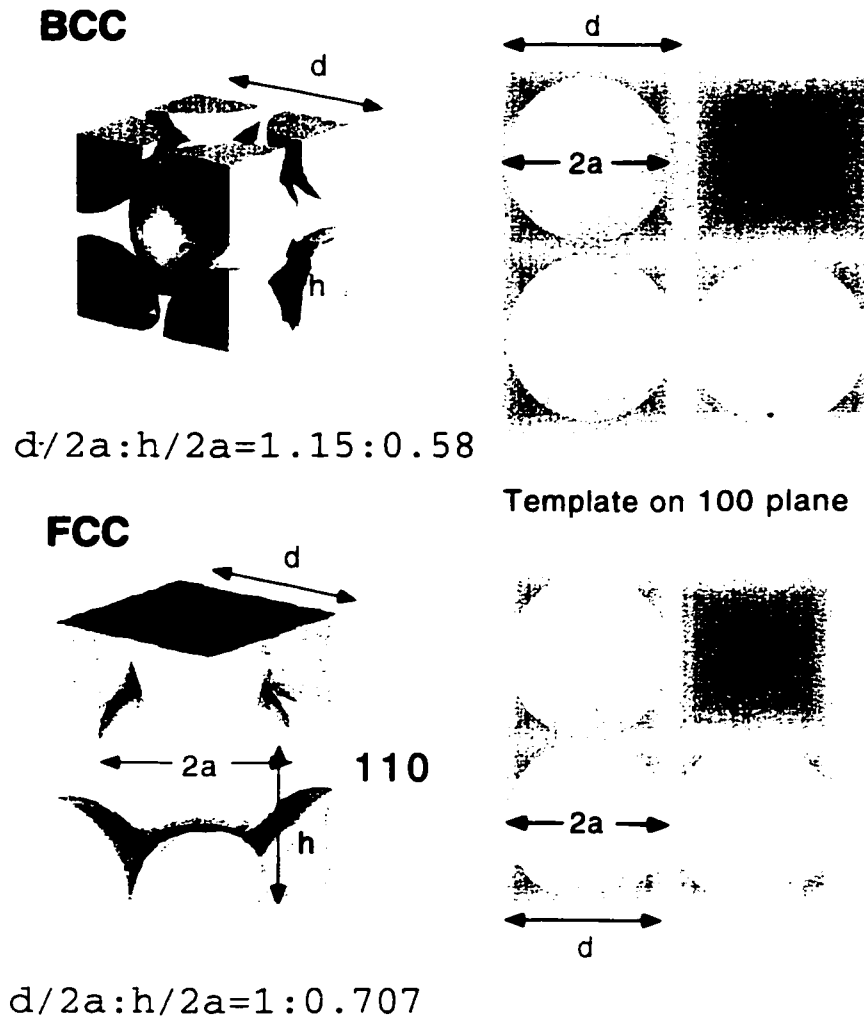 BCC
d
d
2a
h
d/2a:h/2a=1.15:0.58
Template on 100 plane
FCC
d
2a
110
h
2a
d
d/2a:h/2a=1:0.707